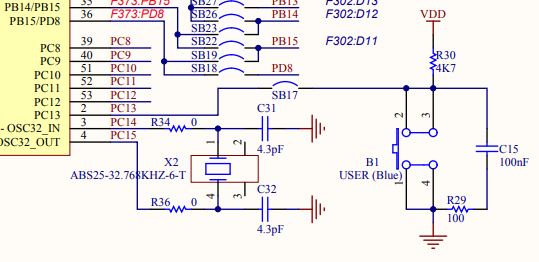 PB14/PB15 35 F373:PB15 SB27 PB13 F302:D13
PB15/PD8 36 F373:PD8 SB26 PB14 F302:D12
SB23
SB22 PB15 F302:D11
SB19
SB18 PD8
SB17
PC8 39 PC8
PC9 40 PC9
PC10 51 PC10
PC11 52 PC11
PC12 53 PC12
PC13 2 PC13
- OSC32_IN 3 PC14
OSC32_OUT 4 PC15
R34 0
C31
4.3pF
X2
ABS25-32.768KHZ-6-T
1 2
4 3
R36 0
C32
4.3pF
VDD
R30
4K7
2 3
B1
USER (Blue)
1 4
C15
100nF
R29
100